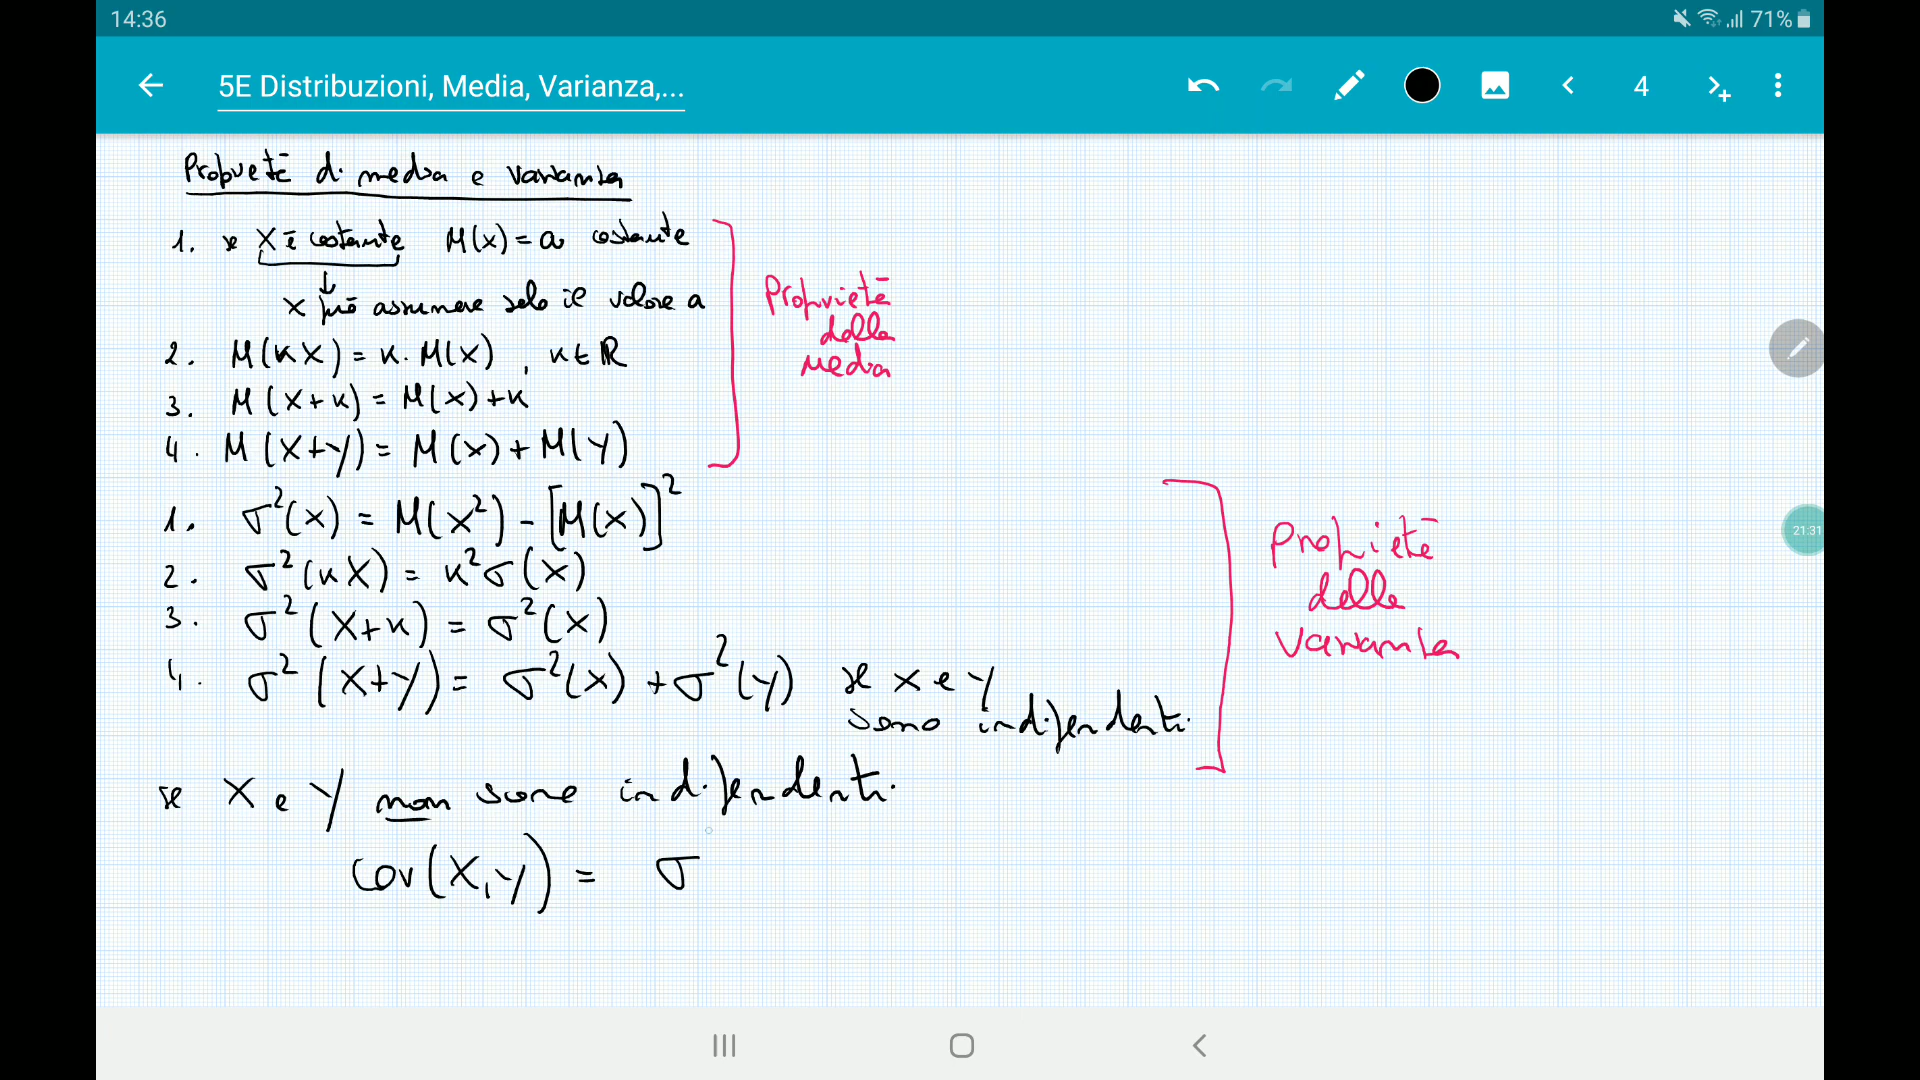 14:36
71%
5E Distribuzioni, Media, Varianza,...
4
Proprietà di media e varianza
1. se X è costante M(x) = a costante
x può assumere solo il valore a
2. M(kX) = k·M(X), k∈ℝ
3. M(X+k) = M(x)+k
4. M(X+Y) = M(x)+M(Y)
Proprietà
della
Media
1. σ²(x) = M(x²) - [M(x)]²
2. σ²(kX) = k²σ(x)
3. σ²(X+k) = σ²(x)
4. σ²(X+Y) = σ²(x)+σ²(y) se X e Y
sono indipendenti
Proprietà
della
varianza
21:31
se X e Y non sono indipendenti
Cov(X,Y) = σ